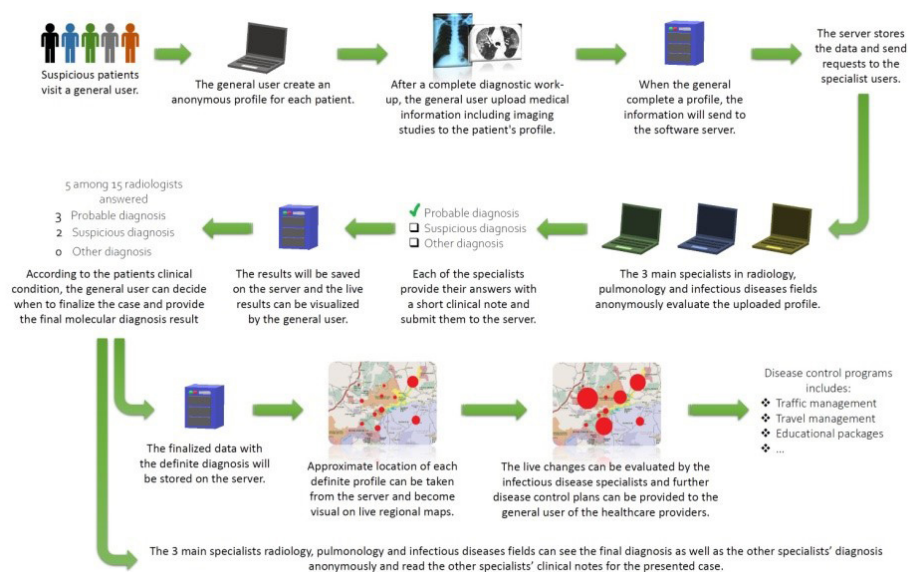 Suspicious patients
visit a general user.
The general user create an
anonymous profile for each patient.
After a complete diagnostic work-
up, the general user upload medical
information including imaging
studies to the patient's profile.
When the general
complete a profile, the
information will send to
the software server.
The server stores
the data and send
requests to the
specialist users.
5 among 15 radiologists
answered
3 Probable diagnosis
2 Suspicious diagnosis
0 Other diagnosis
According to the patients clinical
condition, the general user can decide
when to finalize the case and provide
the final molecular diagnosis result
The results will be saved
on the server and the live
results can be visualized
by the general user.
Probable diagnosis
Suspicious diagnosis
Other diagnosis
Each of the specialists
provide their answers with
a short clinical note and
submit them to the server.
The 3 main specialists in radiology,
pulmonology and infectious diseases fields
anonymously evaluate the uploaded profile.
The finalized data with
the definite diagnosis will
be stored on the server.
Approximate location of each
definite profile can be taken
from the server and become
visual on live regional maps.
The live changes can be evaluated by the
infectious disease specialists and further
disease control plans can be provided to the
general user of the healthcare providers.
Disease control programs
includes:
❖ Traffic management
❖ Travel management
❖ Educational packages
❖ ...
The 3 main specialists radiology, pulmonology and infectious diseases fields can see the final diagnosis as well as the other specialists' diagnosis
anonymously and read the other specialists' clinical notes for the presented case.